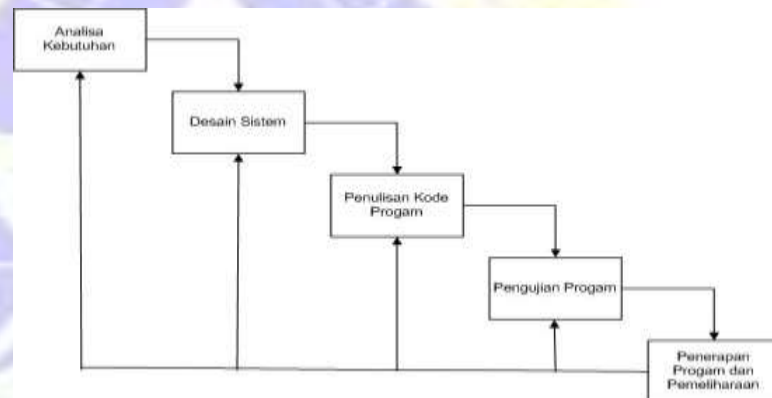 Analisa
Kebutuhan
Desain Sistem
Penulisan Kode
Progam
Pengujian Progam
Penerapan
Progam dan
Pemeliharaan